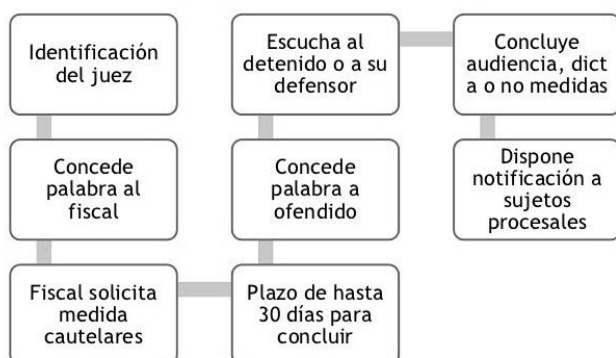 Identificación
del juez
Concede
palabra al
fiscal
Fiscal solicita
medida
cautelares
Plazo de hasta
30 días para
concluir
Concede
palabra a
ofendido
Escucha al
detenido o a su
defensor
Concluye
audiencia, dict
a o no medidas
Dispone
notificación a
sujetos
procesales